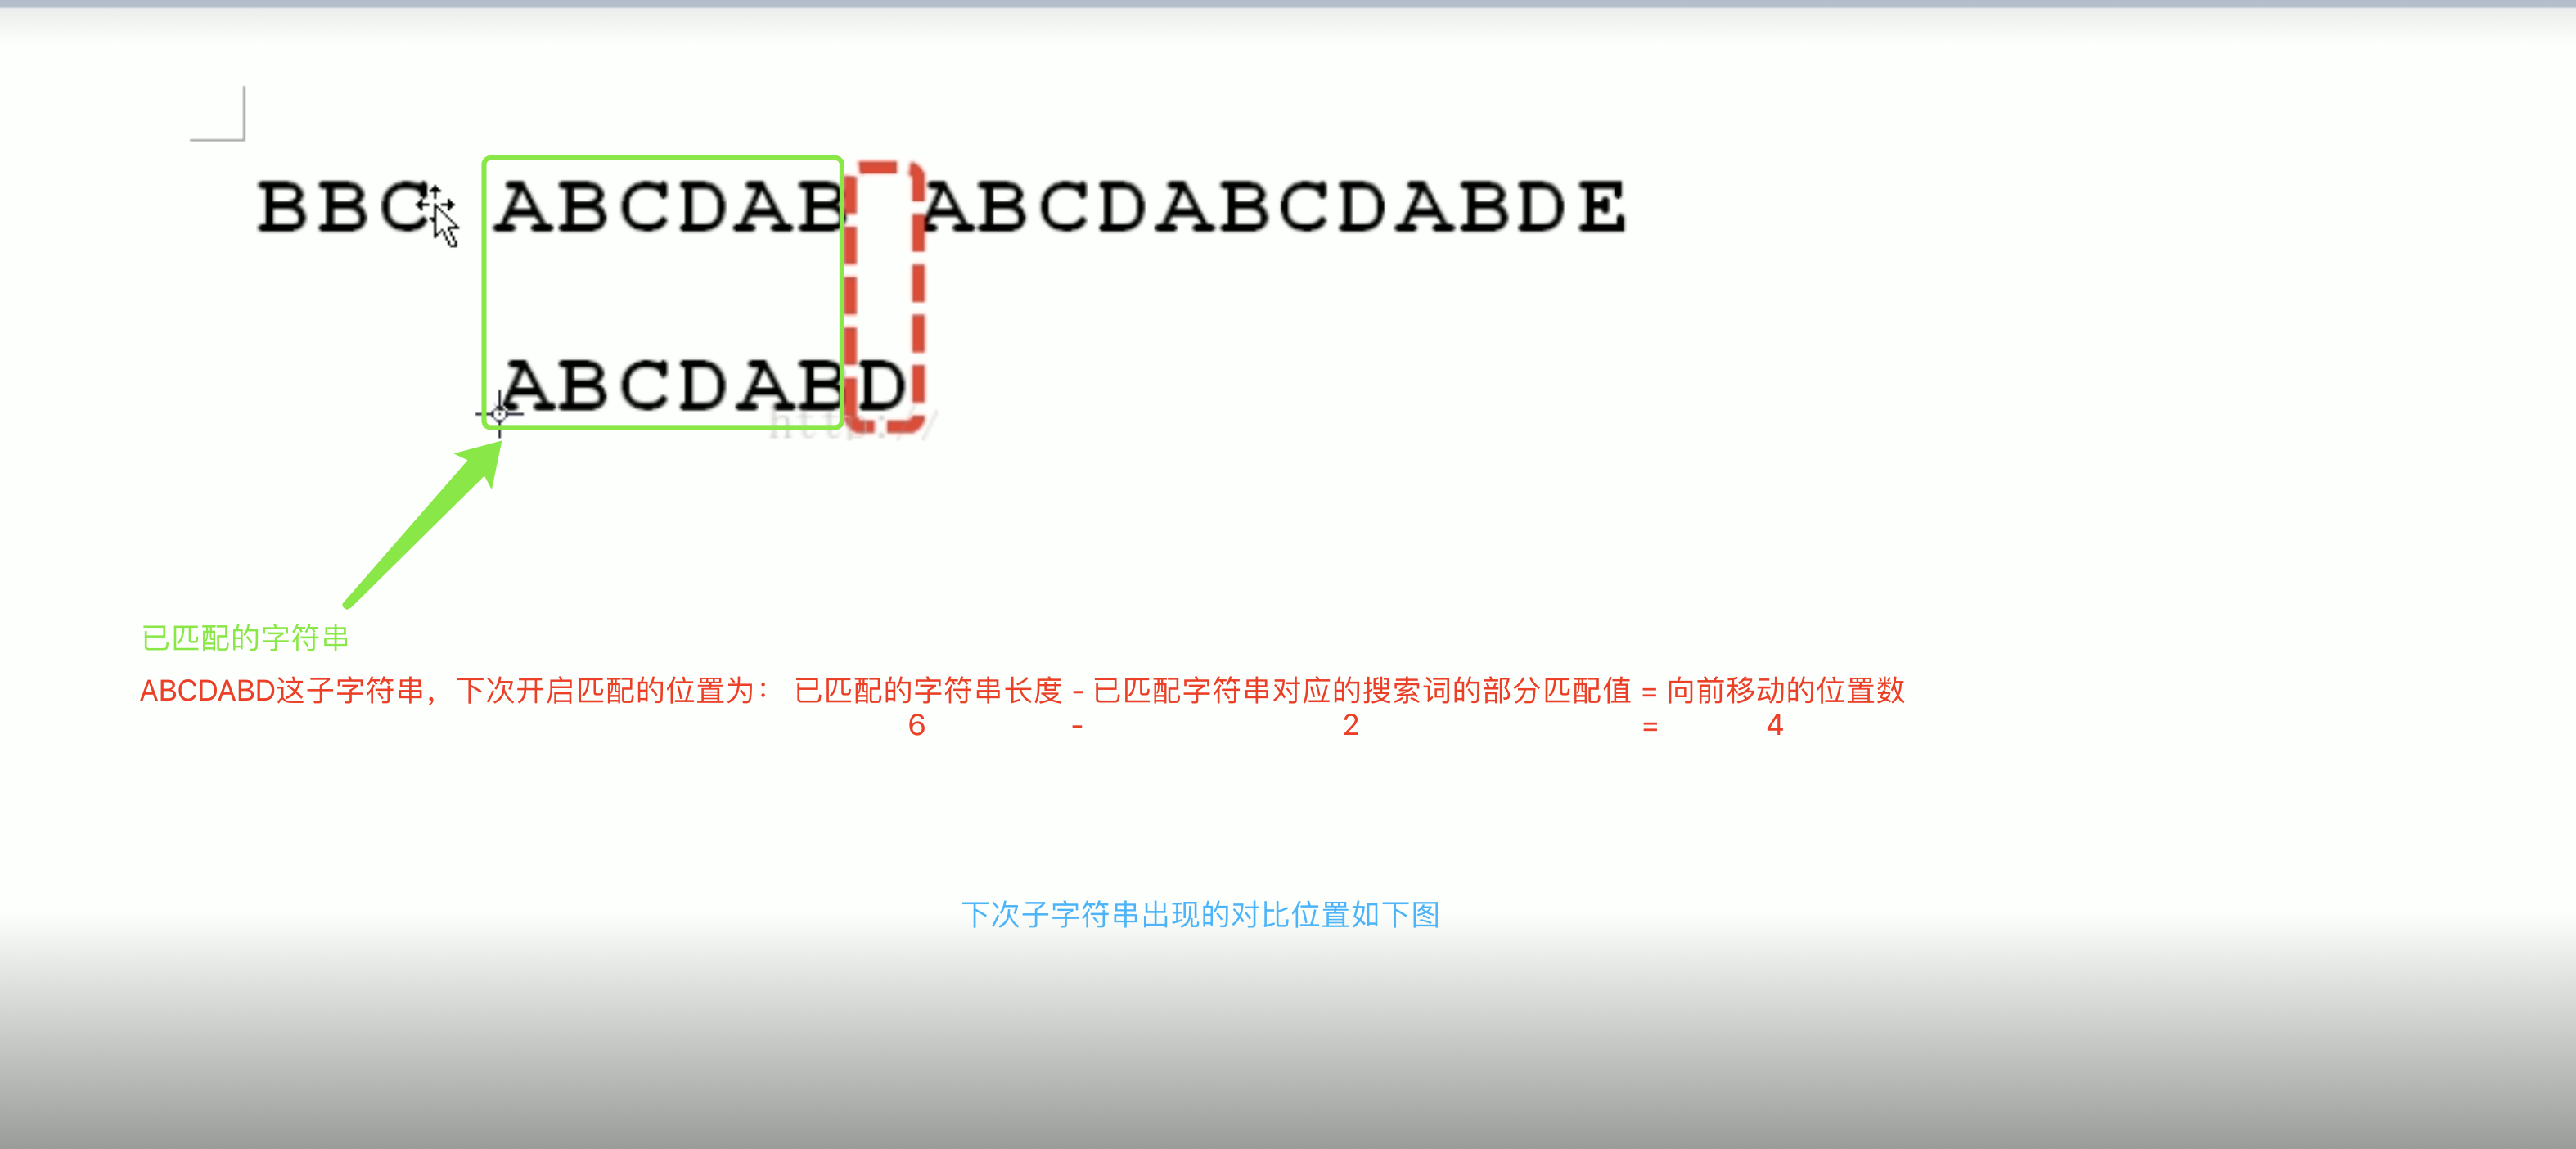 BBC ABCDAB ABCDABCDABDE
ABCDABD
http://
已匹配的字符串
ABCDABD这子字符串，下次开启匹配的位置为： 已匹配的字符串长度 - 已匹配字符串对应的搜索词的部分匹配值 = 向前移动的位置数
6 - 2 = 4
下次子字符串出现的对比位置如下图